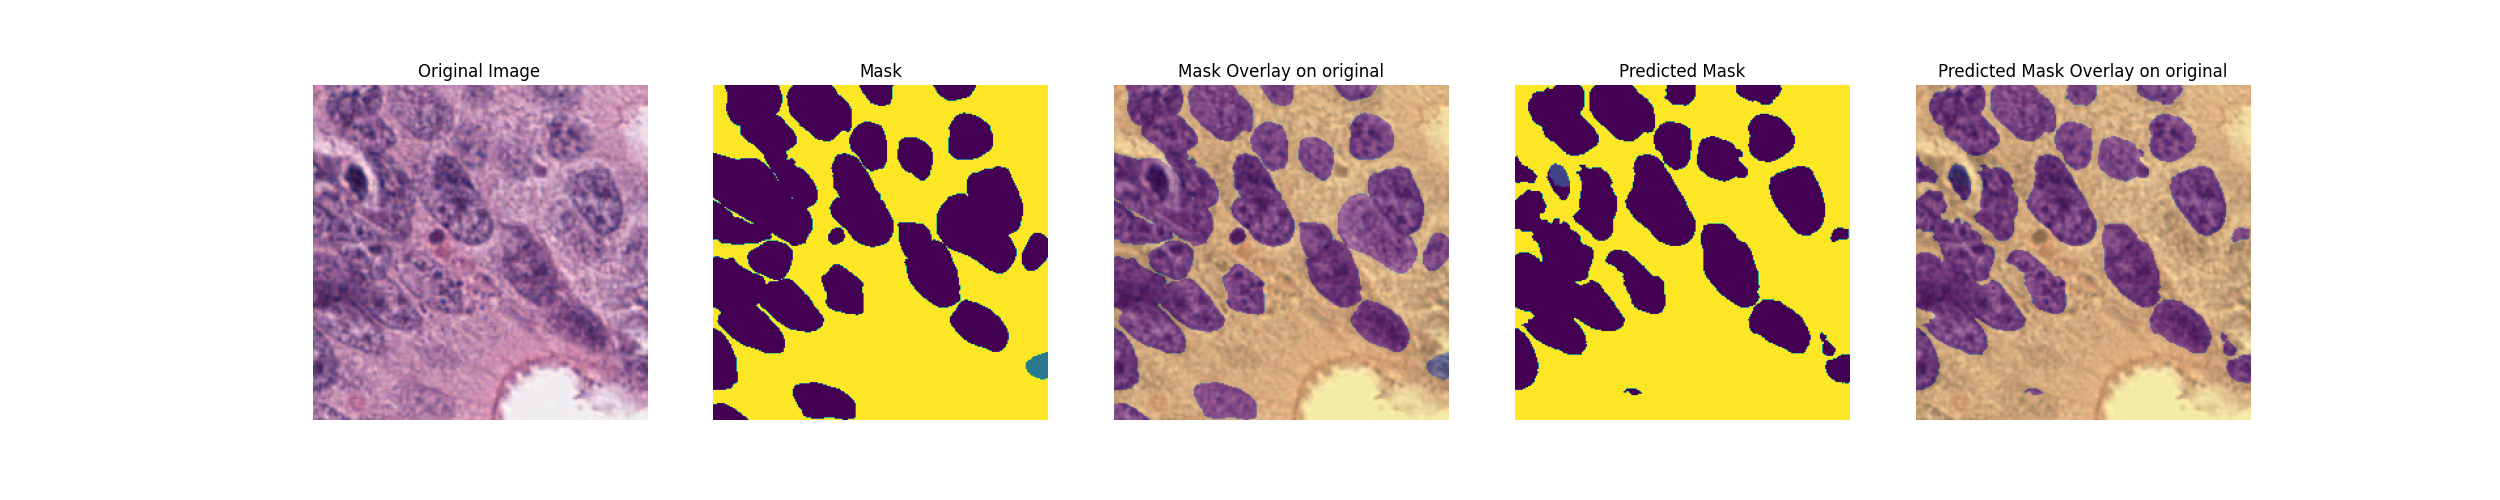 Original Image
Mask
Mask Overlay on original
Predicted Mask
Predicted Mask Overlay on original